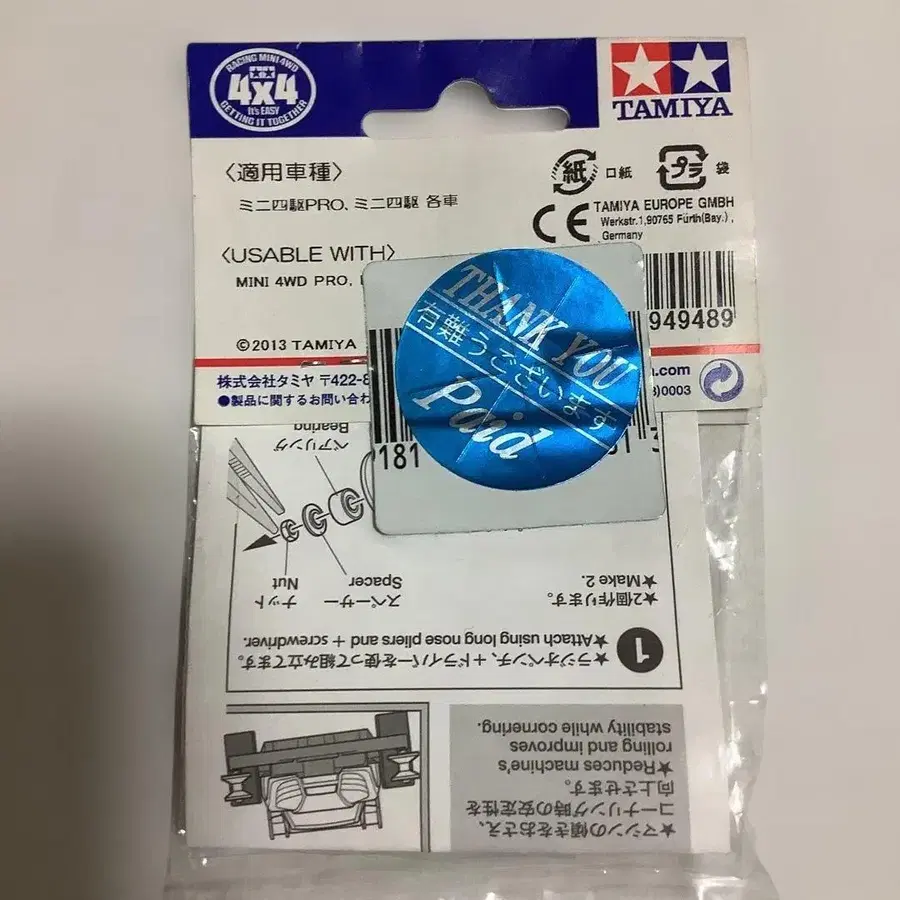 RACING MINI 4WD
4x4
It's EASY
GETTING IT TOGETHER
TAMIYA
〈適用車種〉
ミニ四駆PRO、ミニ四駆 各車
〈USABLE WITH〉
MINI 4WD PRO,
©2013 TAMIYA
紙 口紙
プラ 袋
CE
TAMIYA EUROPE GMBH
Werkstr.1,90765 Fürth(Bay.),
Germany
949489
株式会社タミヤ 〒422-8
●製品に関するお問い合わ
)0003
THANK YOU
有難うございます
Paid
181
ベアリング
Bearing
スペーサー
Spacer
ナット
Nut
★2個作ります。
★Make 2.
1
★ラジオペンチ、+ドライバーを使って組み立てます。
★Attach using long nose pliers and + screwdriver.
★マシンの傾きをおさえ、
コーナリング時の安定性を
向上させます。
★Reduces machine's
rolling and improves
stability while cornering.